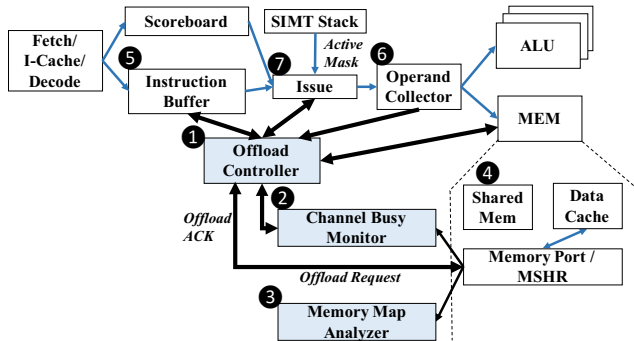 Scoreboard
SIMT Stack
Fetch/
I-Cache/
Decode
ALU
5
Active
Mask
6
7
Instruction
Buffer
Issue
Operand
Collector
MEM
1
Offload
Controller
4
Shared
Mem
Data
Cache
2
Offload
ACK
Channel Busy
Monitor
Memory Port /
MSHR
Offload Request
3
Memory Map
Analyzer